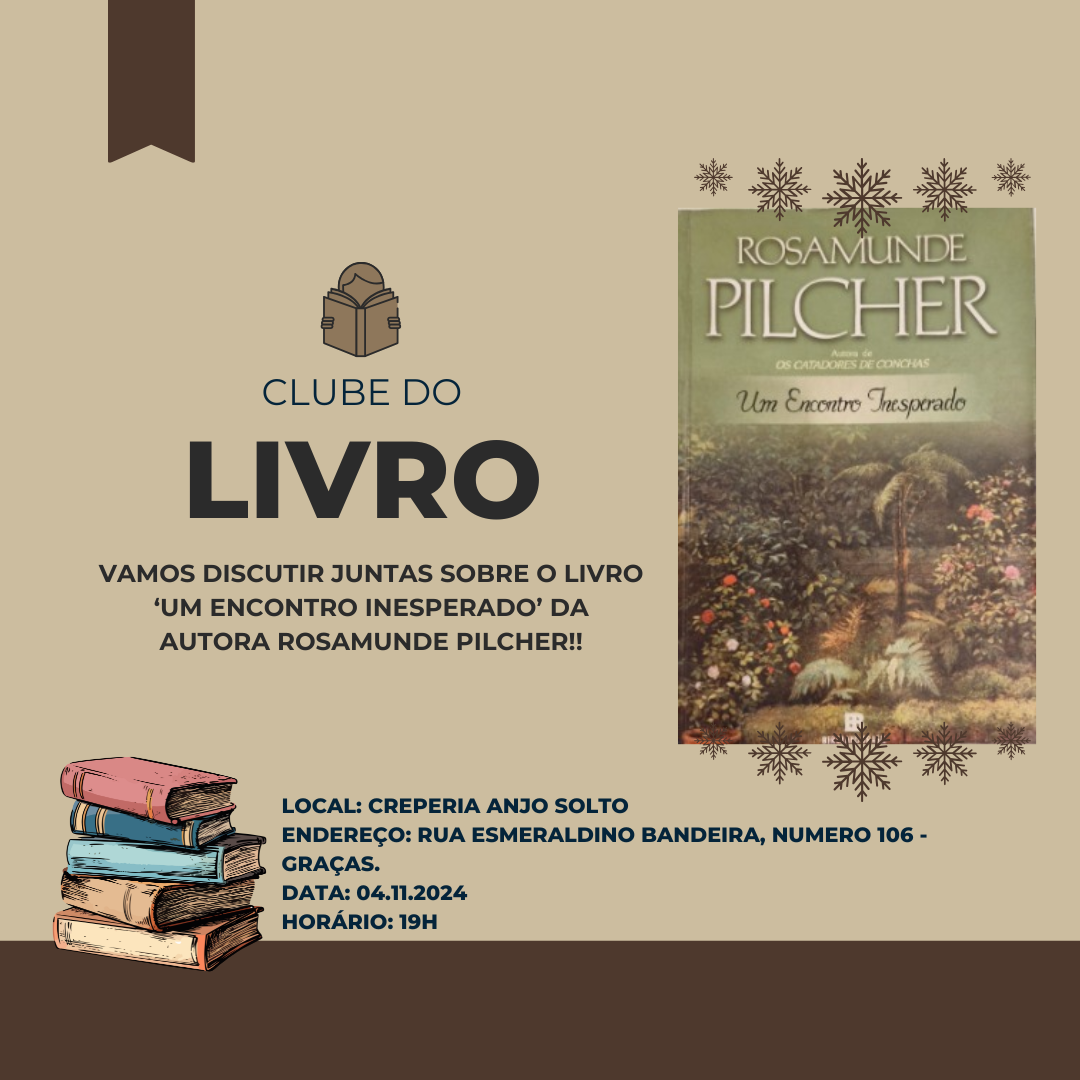 CLUBE DO
LIVRO
VAMOS DISCUTIR JUNTAS SOBRE O LIVRO
‘UM ENCONTRO INESPERADO’ DA
AUTORA ROSAMUNDE PILCHER!!
ROSAMUNDE
PILCHER
Autora de
OS CATADORES DE CONCHAS
Um Encontro Inesperado
LOCAL: CREPERIA ANJO SOLTO
ENDEREÇO: RUA ESMERALDINO BANDEIRA, NUMERO 106 -
GRAÇAS.
DATA: 04.11.2024
HORÁRIO: 19H